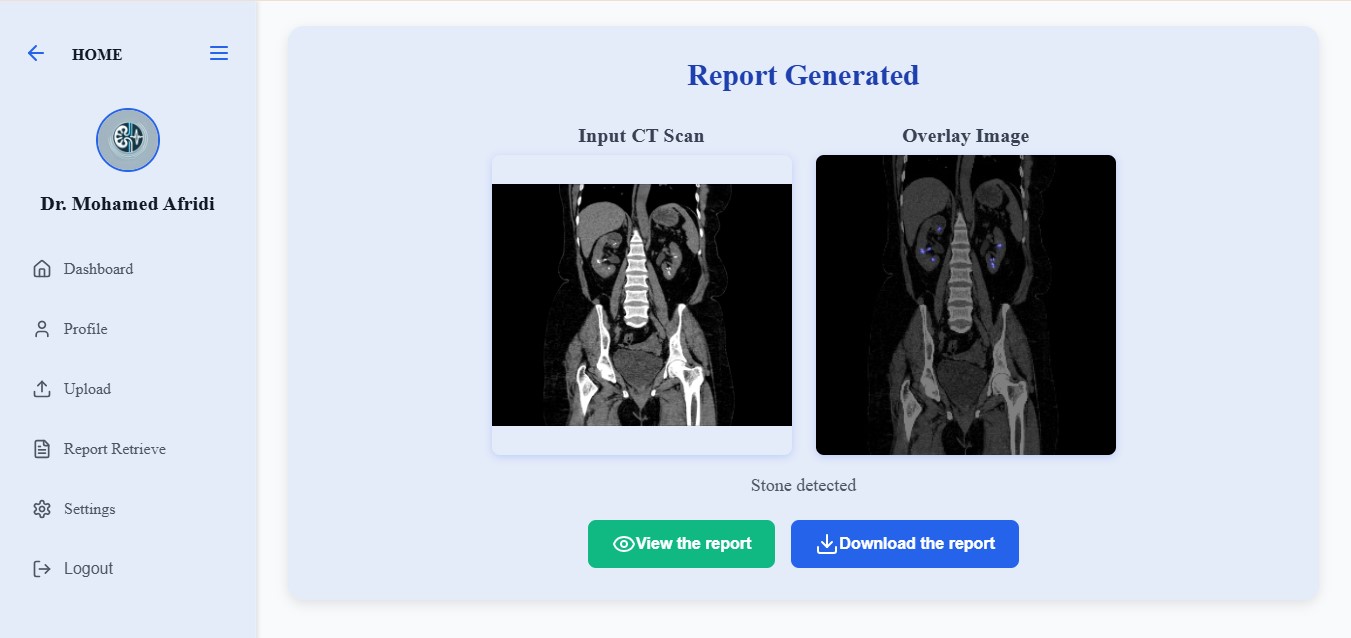 HOME
Dr. Mohamed Afridi
Dashboard
Profile
Upload
Report Retrieve
Settings
Logout
Report Generated
Input CT Scan
Overlay Image
Stone detected
View the report
Download the report